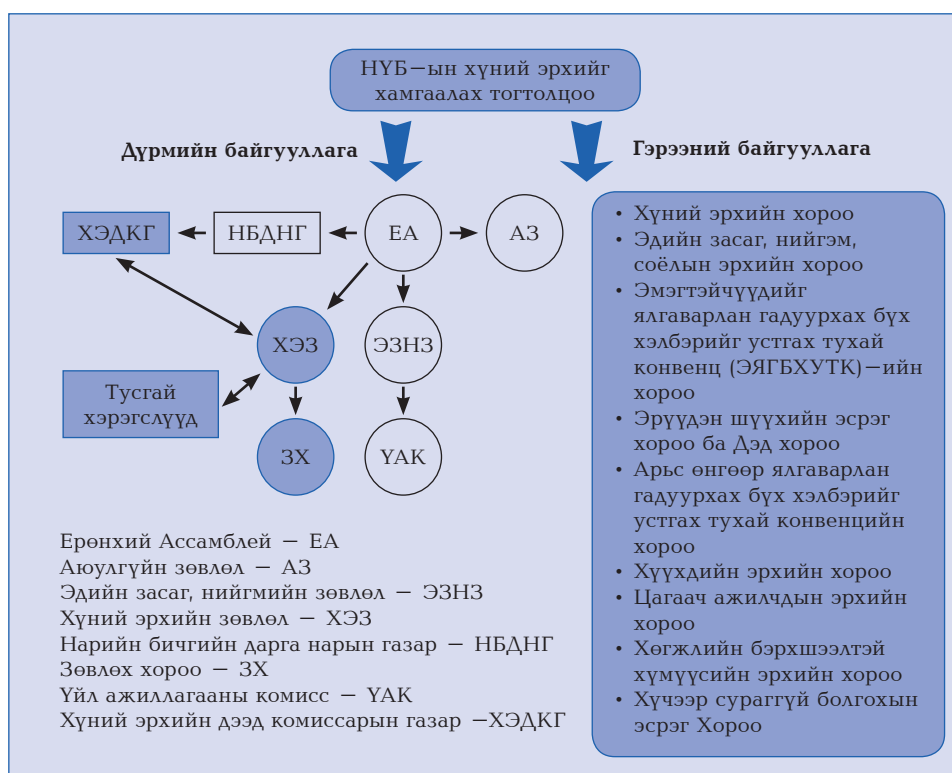 НҮБ–ын хүний эрхийг
хамгаалах тогтолцоо
Дүрмийн байгууллага
Гэрээний байгууллага
ХЭДКГ
НБДНГ
ЕА
АЗ
ХЭЗ
ЭЗНЗ
Тусгай
хэрэгслүүд
ЗХ
ҮАК
Ерөнхий Ассамблей – ЕА
Аюулгүйн зөвлөл – АЗ
Эдийн засаг, нийгмийн зөвлөл – ЭЗНЗ
Хүний эрхийн зөвлөл – ХЭЗ
Нарийн бичгийн дарга нарын газар – НБДНГ
Зөвлөх хороо – ЗХ
Үйл ажиллагааны комисс – ҮАК
Хүний эрхийн дээд комиссарын газар –ХЭДКГ
• Хүний эрхийн хороо
• Эдийн засаг, нийгэм,
соёлын эрхийн хороо
• Эмэгтэйчүүдийг
ялгаварлан гадуурхах бүх
хэлбэрийг устгах тухай
конвенц (ЭЯГБХУТК)–ийн
хороо
• Эрүүдэн шүүхийн эсрэг
хороо ба Дэд хороо
• Арьс өнгөөр ялгаварлан
гадуурхах бүх хэлбэрийг
устгах тухай конвенцийн
хороо
• Хүүхдийн эрхийн хороо
• Цагаач ажилчдын эрхийн
хороо
• Хөгжлийн бэрхшээлтэй
хүмүүсийн эрхийн хороо
• Хүчээр сураггүй болгохын
эсрэг Хороо